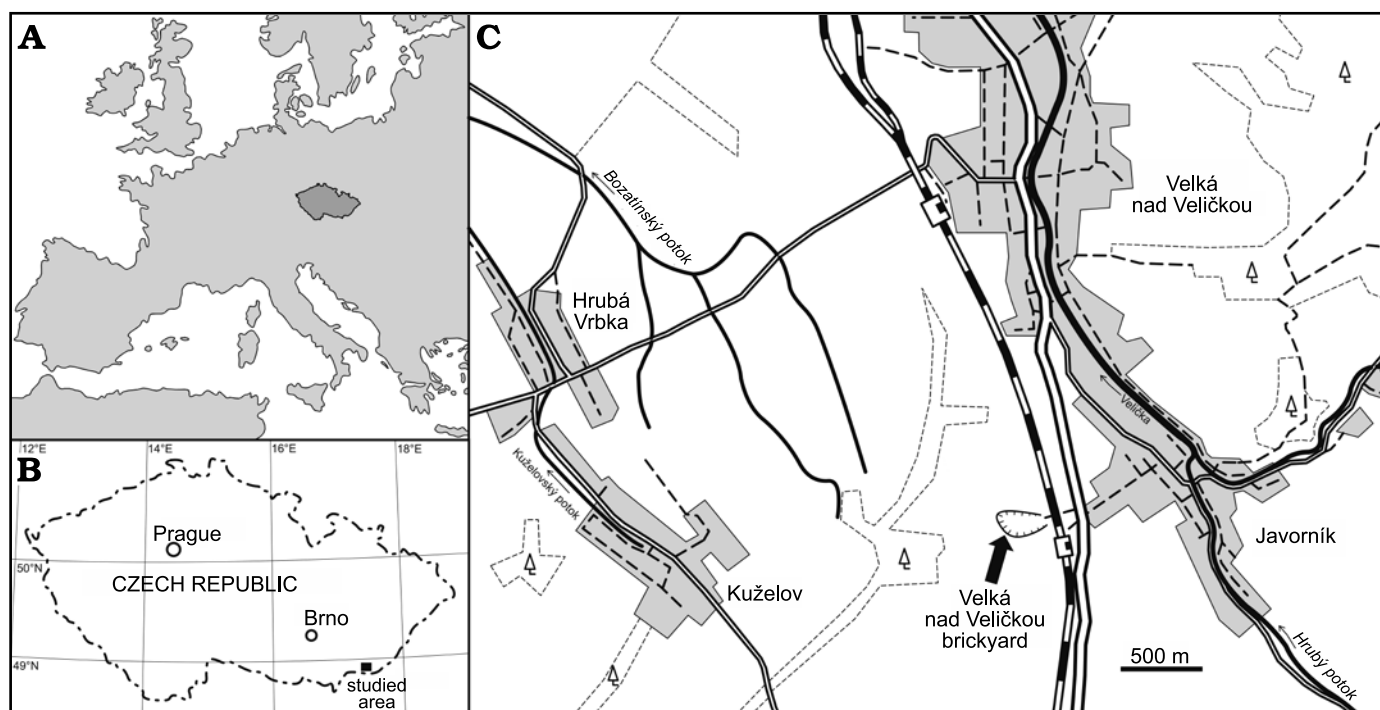 A
B
12°E
14°E
16°E
18°E
Prague
50°N
CZECH REPUBLIC
Brno
49°N
studied
area
C
Velká
nad Veličkou
Bozatínský potok
Hrubá
Vrbka
Velička
Kuželovský potok
Javorník
Kuželov
Velká
nad Veličkou
brickyard
500 m
Hrubý potok